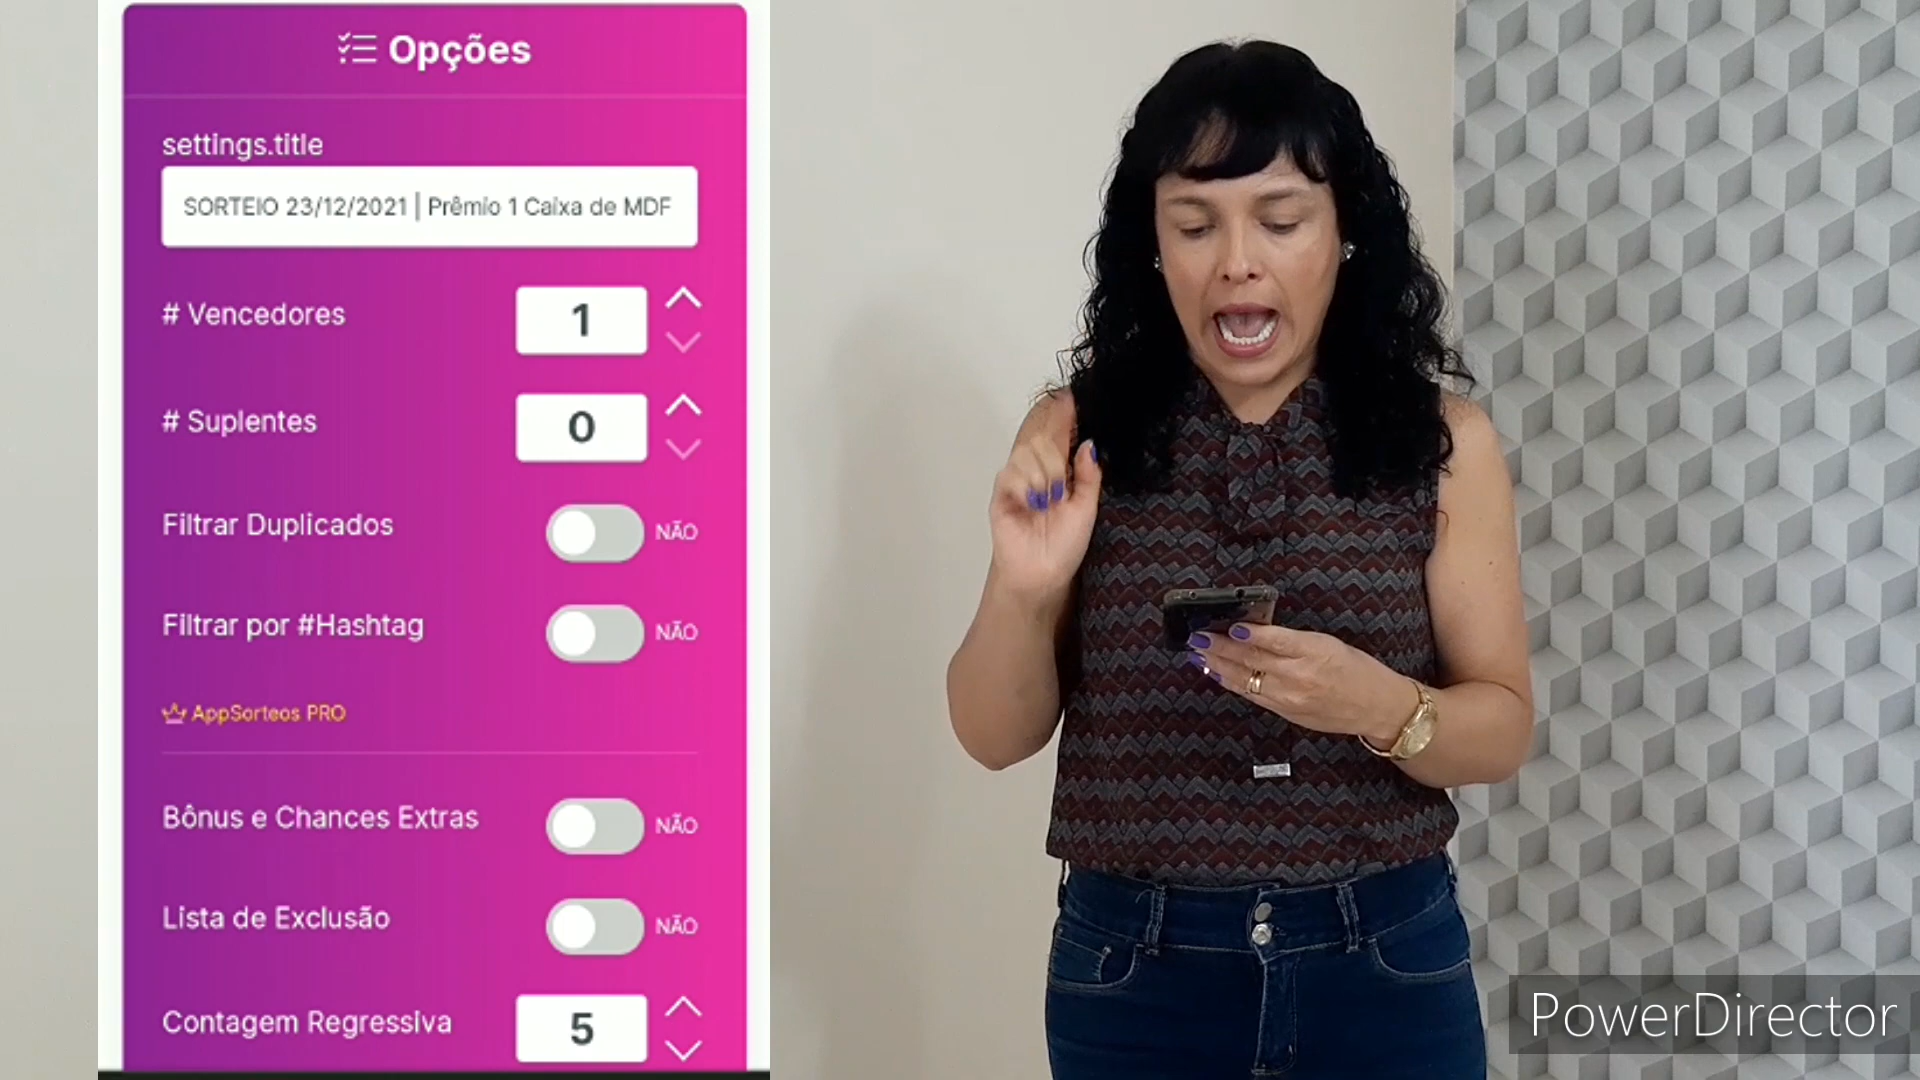 Opções
settings.title
SORTEIO 23/12/2021 | Prêmio 1 Caixa de MDF
# Vencedores
1
# Suplentes
0
Filtrar Duplicados
NÃO
Filtrar por #Hashtag
NÃO
AppSorteos PRO
Bônus e Chances Extras
NÃO
Lista de Exclusão
NÃO
Contagem Regressiva
5
PowerDirector